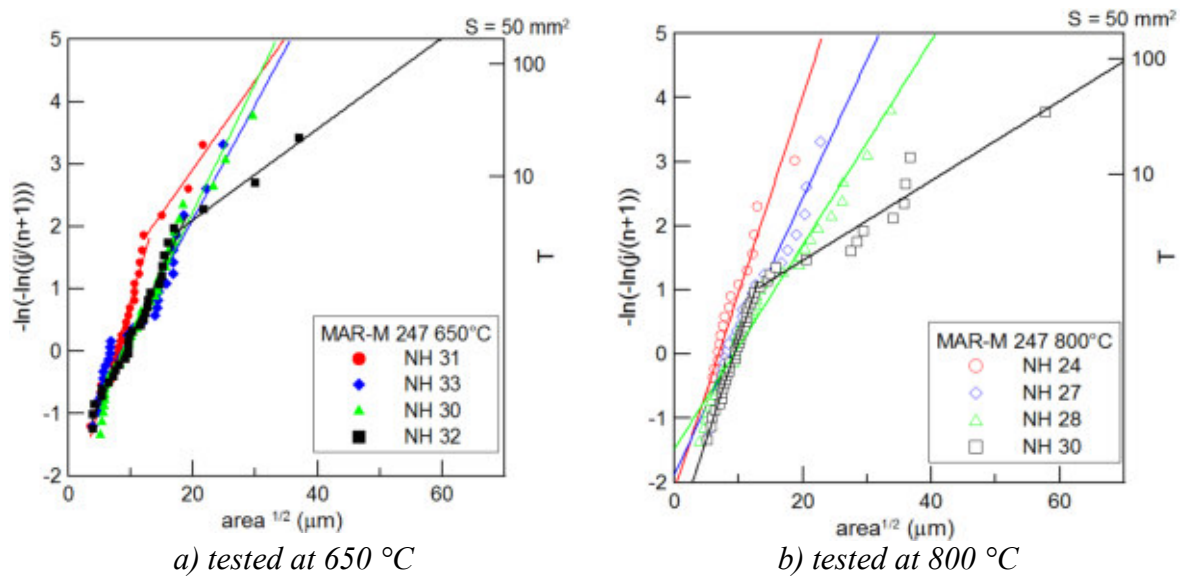 S = 50 mm²
5
4
3
2
1
0
-1
-2
-ln(-ln((j/(n+1)))
100
10
T
MAR-M 247 650°C
NH 31
NH 33
NH 30
NH 32
0
20
40
60
area 1/2 (μm)
a) tested at 650 °C
S = 50 mm²
5
4
3
2
1
0
-1
-2
-ln(-ln(j/(n+1)))
100
10
T
MAR-M 247 800°C
NH 24
NH 27
NH 28
NH 30
0
20
40
60
area1/2 (μm)
b) tested at 800 °C